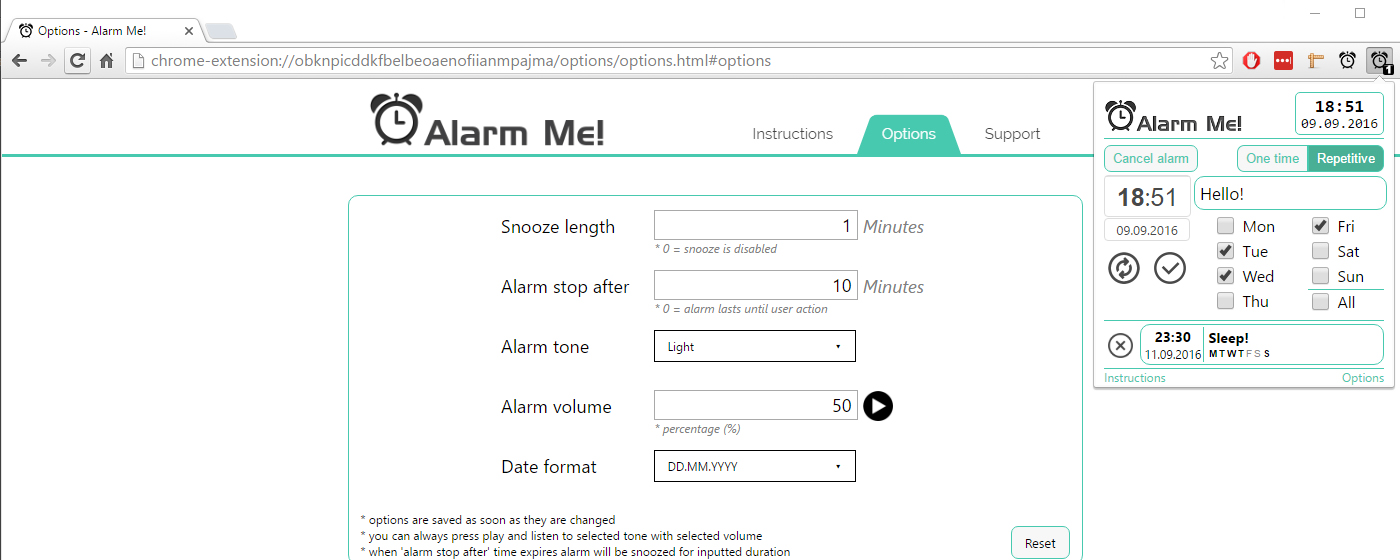 Options - Alarm Me!
chrome-extension://obknpicddkfbelbeoaenofiianmpajma/options/options.html#options
1
Alarm Me!
Instructions
Options
Support
Snooze length 1 Minutes
* 0 = snooze is disabled
Alarm stop after 10 Minutes
* 0 = alarm lasts until user action
Alarm tone Light
Alarm volume 50
* percentage (%)
Date format DD.MM.YYYY
* options are saved as soon as they are changed
* you can always press play and listen to selected tone with selected volume
* when 'alarm stop after' time expires alarm will be snoozed for inputted duration
Reset
Alarm Me!
18:51
09.09.2016
Cancel alarm
One time
Repetitive
18:51
Hello!
09.09.2016
Mon Fri
Tue Sat
Wed Sun
Thu All
23:30 Sleep!
11.09.2016 M T W T F S S
Instructions
Options